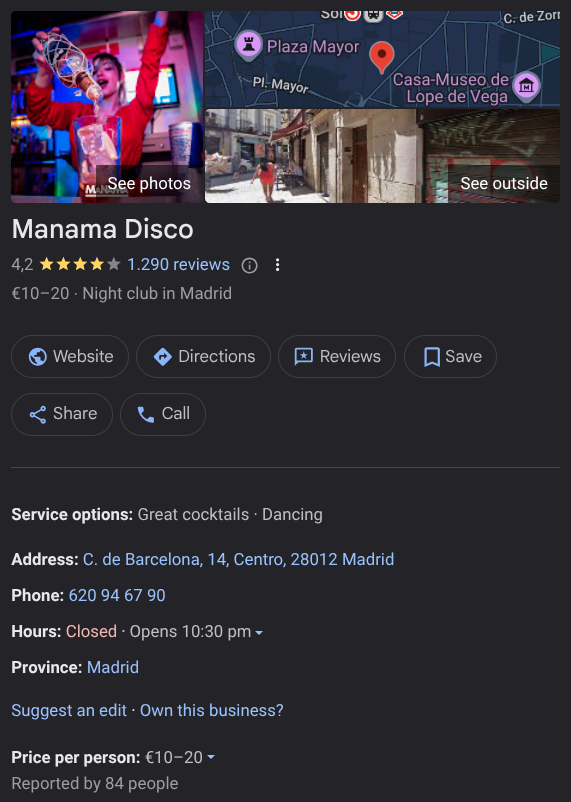 Sol
C. de Zorr
Plaza Mayor
Pl. Mayor
Casa-Museo de
Lope de Vega
See photos
See outside
Manama Disco
4,2 1.290 reviews
€10–20 · Night club in Madrid
Website Directions Reviews Save
Share Call
Service options: Great cocktails · Dancing
Address: C. de Barcelona, 14, Centro, 28012 Madrid
Phone: 620 94 67 90
Hours: Closed · Opens 10:30 pm
Province: Madrid
Suggest an edit · Own this business?
Price per person: €10–20
Reported by 84 people